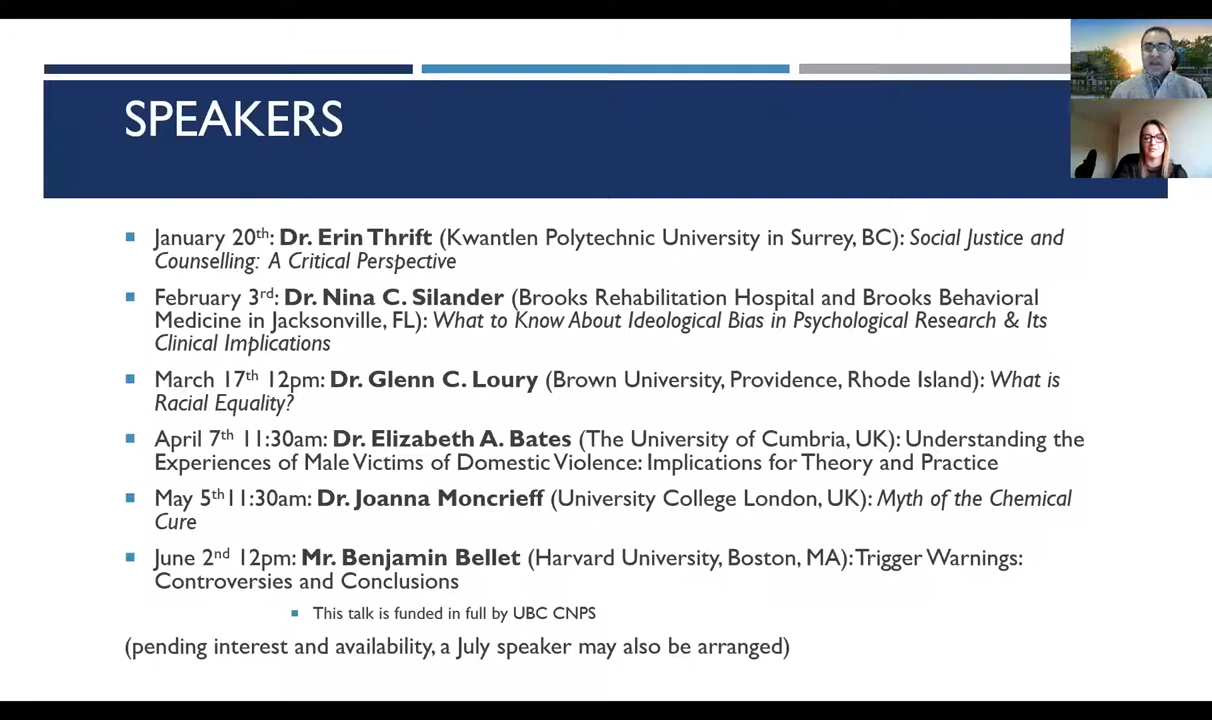 SPEAKERS
January 20th: Dr. Erin Thrift (Kwantlen Polytechnic University in Surrey, BC): Social Justice and
Counselling: A Critical Perspective
February 3rd: Dr. Nina C. Silander (Brooks Rehabilitation Hospital and Brooks Behavioral
Medicine in Jacksonville, FL): What to Know About Ideological Bias in Psychological Research & Its
Clinical Implications
March 17th 12pm: Dr. Glenn C. Loury (Brown University, Providence, Rhode Island): What is
Racial Equality?
April 7th 11:30am: Dr. Elizabeth A. Bates (The University of Cumbria, UK): Understanding the
Experiences of Male Victims of Domestic Violence: Implications for Theory and Practice
May 5th11:30am: Dr. Joanna Moncrieff (University College London, UK): Myth of the Chemical
Cure
June 2nd 12pm: Mr. Benjamin Bellet (Harvard University, Boston, MA): Trigger Warnings:
Controversies and Conclusions
This talk is funded in full by UBC CNPS
(pending interest and availability, a July speaker may also be arranged)